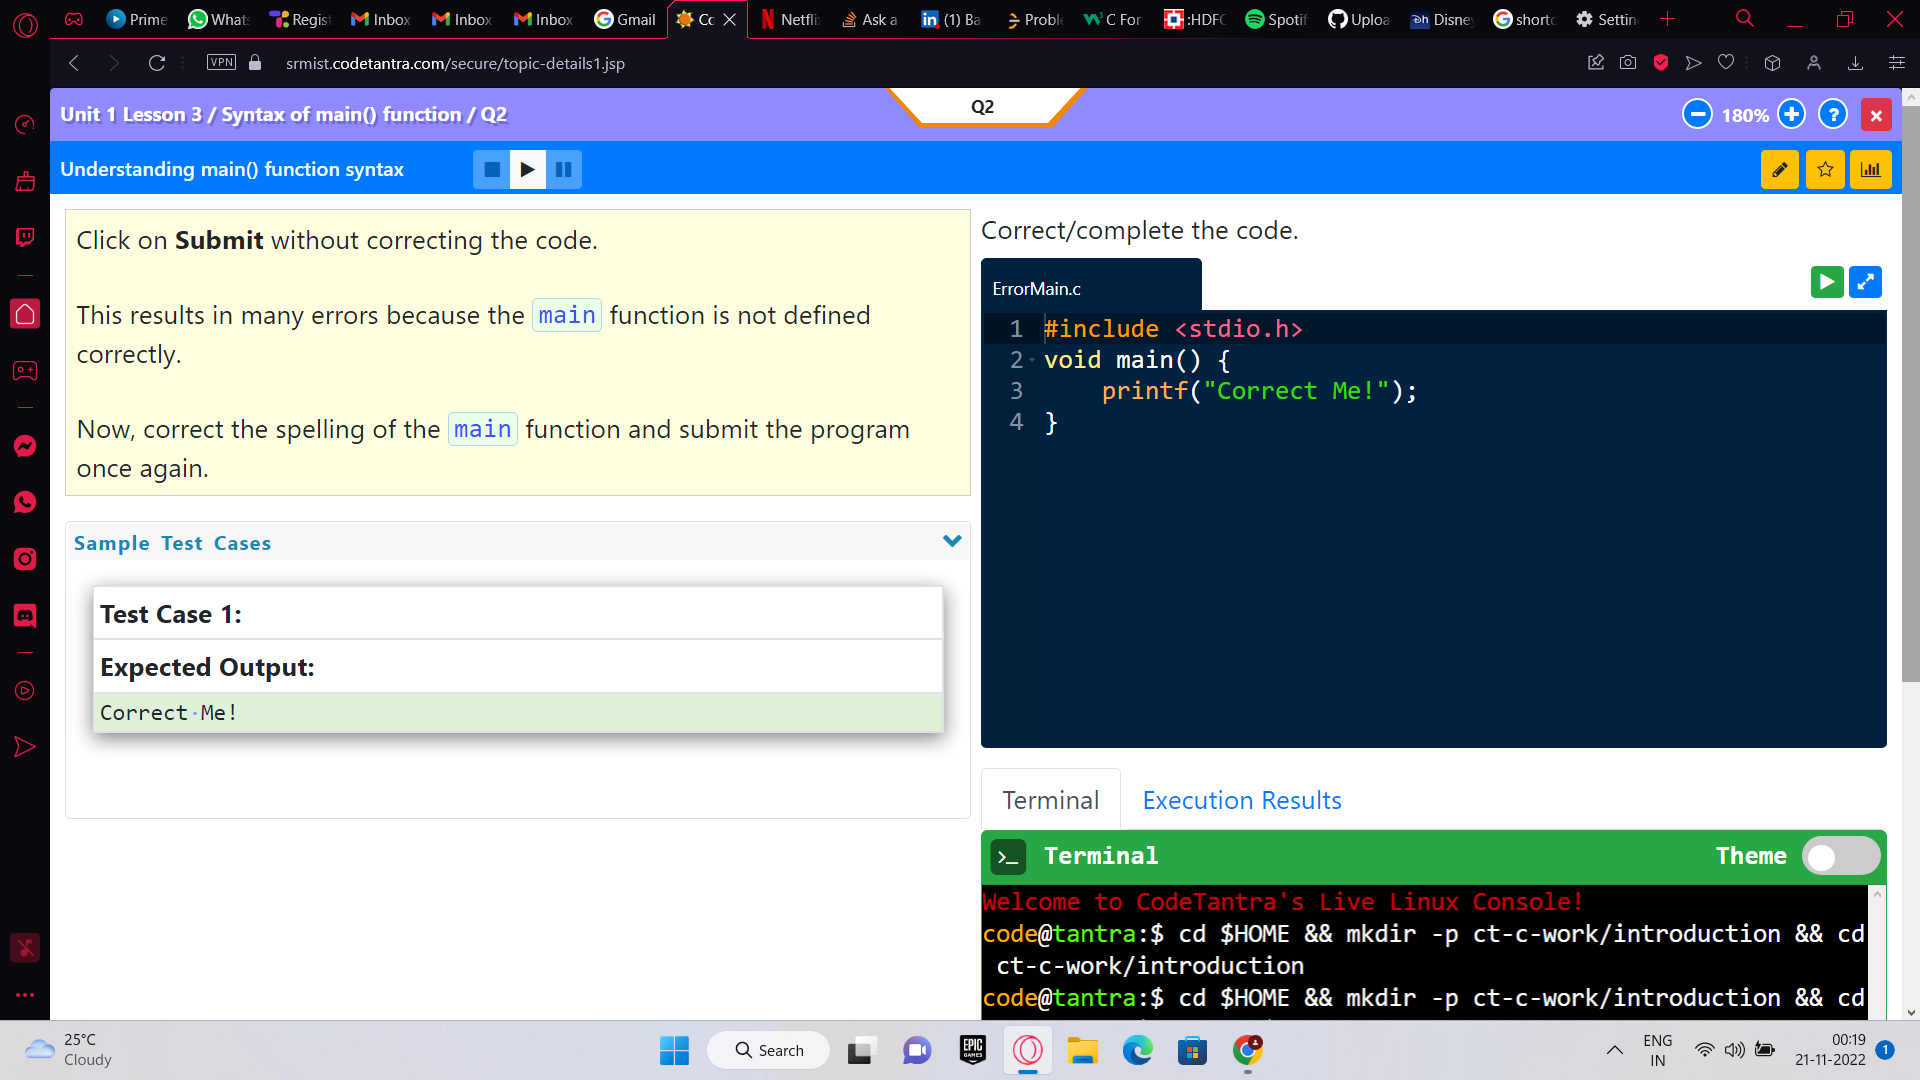 Prime
What
Regist
Inbox
Inbox
Inbox
Gmail
Co
Netfli
Ask a
(1) Ba
Proble
C For
:HDFC
Spotif
Uploa
Disne
shortc
Settin
VPN
srmist.codetantra.com/secure/topic-details1.jsp
Unit 1 Lesson 3 / Syntax of main() function / Q2
Q2
180%
Understanding main() function syntax
Click on Submit without correcting the code.
This results in many errors because the main function is not defined
correctly.
Now, correct the spelling of the main function and submit the program
once again.
Sample Test Cases
Test Case 1:
Expected Output:
Correct·Me!
Correct/complete the code.
ErrorMain.c
1 #include <stdio.h>
2 void main() {
3 printf("Correct Me!");
4 }
Terminal
Execution Results
Terminal
Theme
Welcome to CodeTantra's Live Linux Console!
code@tantra:$ cd $HOME && mkdir -p ct-c-work/introduction && cd
ct-c-work/introduction
code@tantra:$ cd $HOME && mkdir -p ct-c-work/introduction && cd
25°C
Cloudy
Search
EPIC
GAMES
ENG
IN
00:19
21-11-2022
1